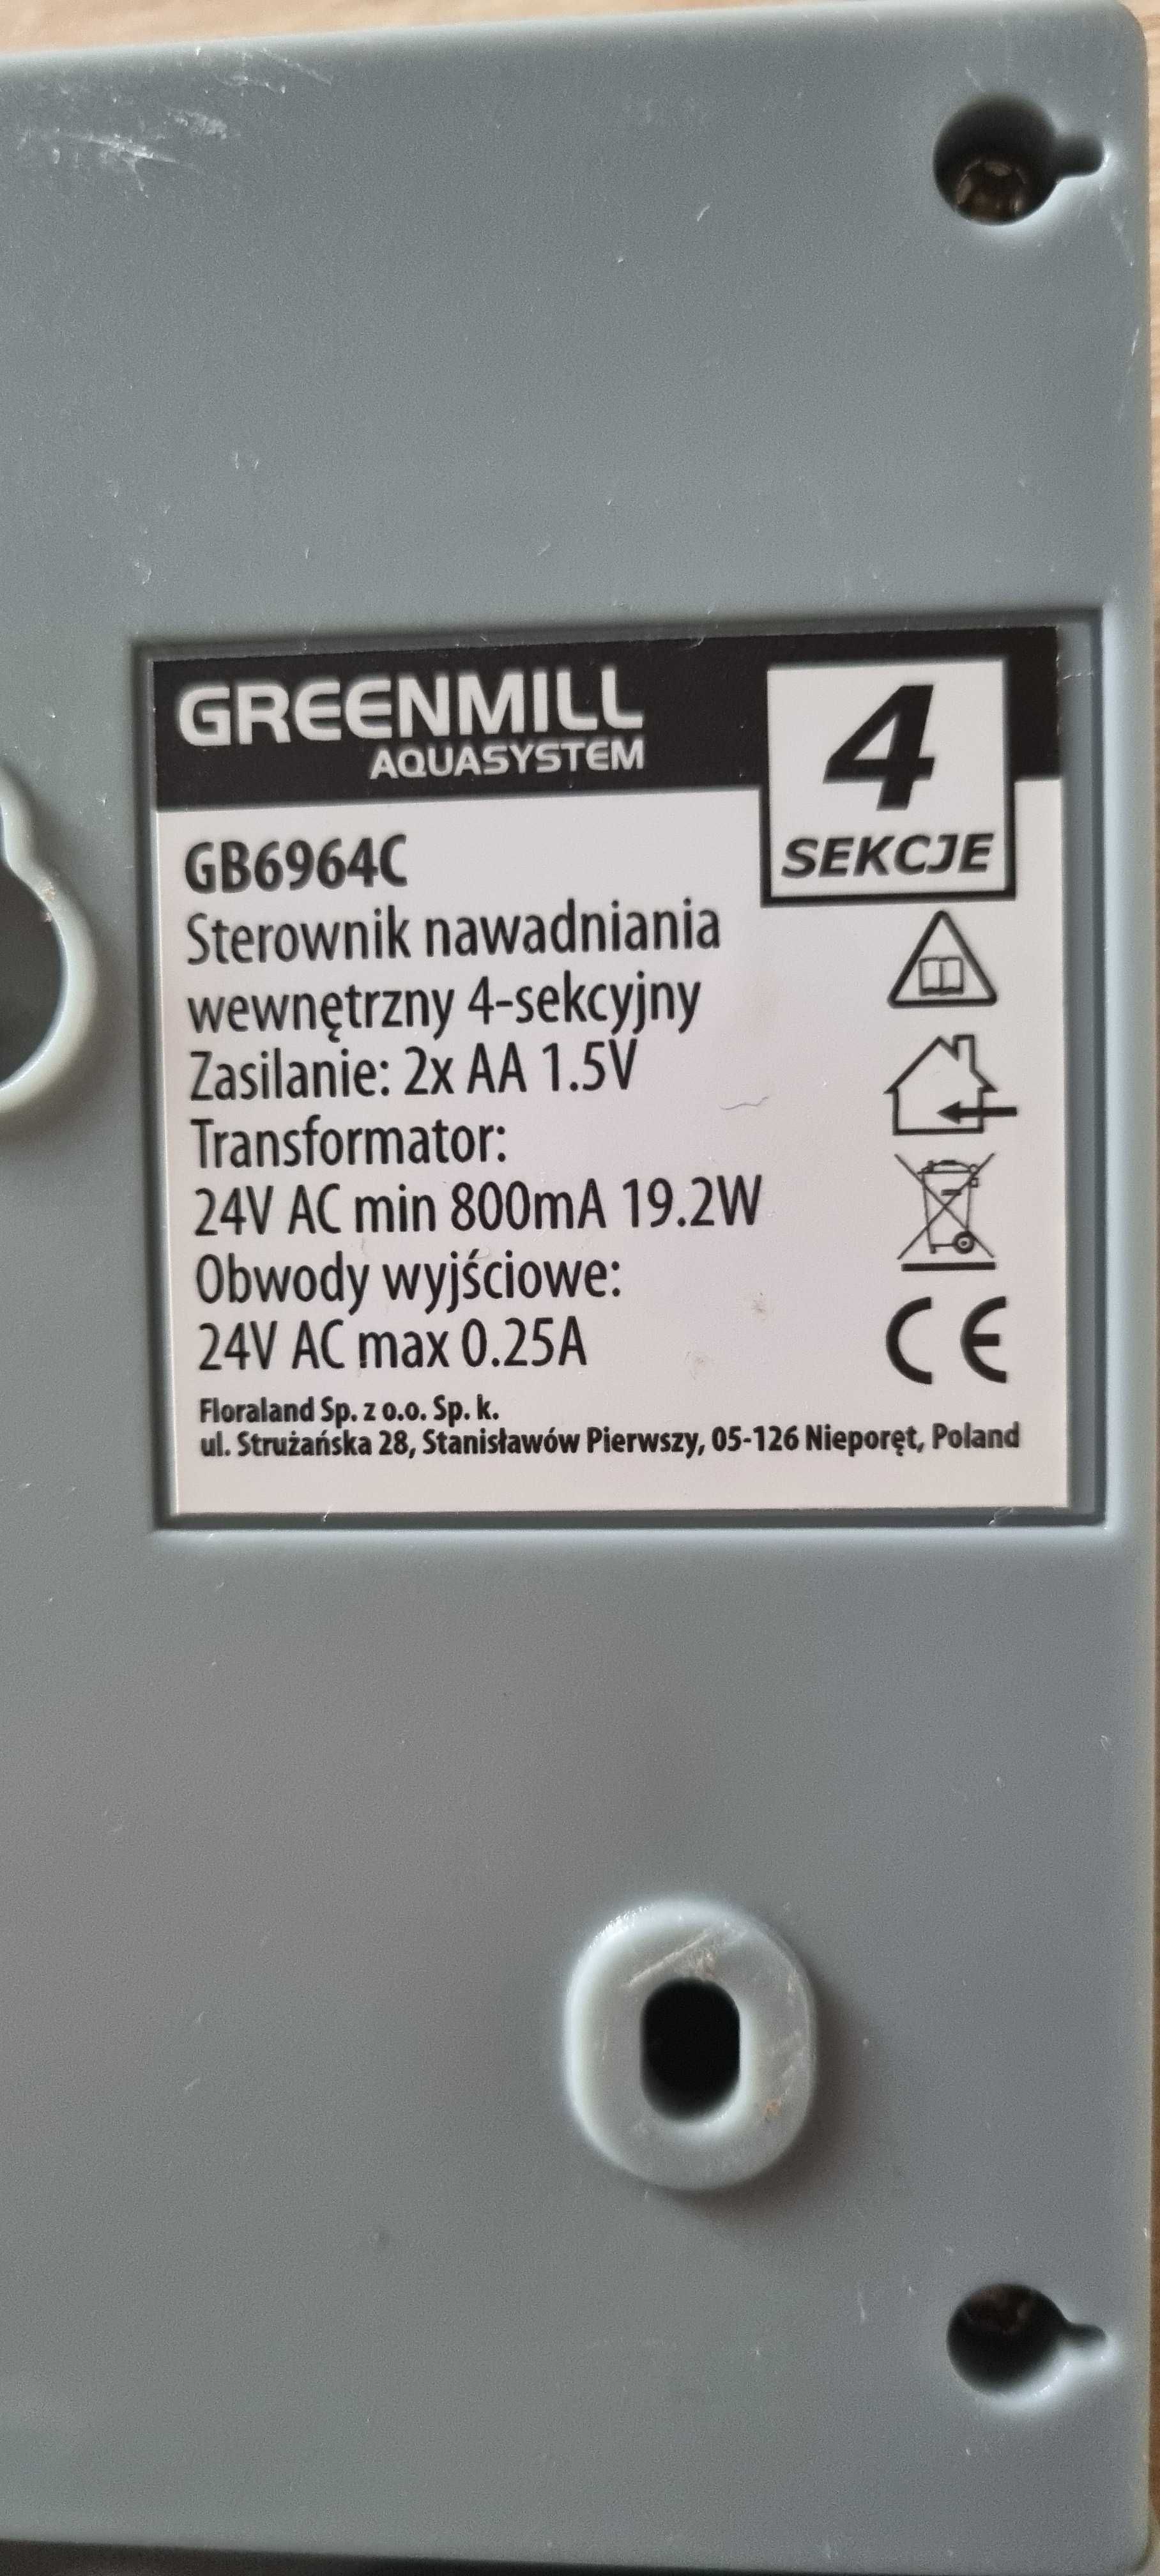 GREENMILL
AQUASYSTEM
4
SEKCJE
GB6964C
Sterownik nawadniania
wewnętrzny 4-sekcyjny
Zasilanie: 2x AA 1.5V
Transformator:
24V AC min 800mA 19.2W
Obwody wyjściowe:
24V AC max 0.25A
CE
Floraland Sp. z o.o. Sp. k.
ul. Strużańska 28, Stanisławów Pierwszy, 05-126 Nieporęt, Poland